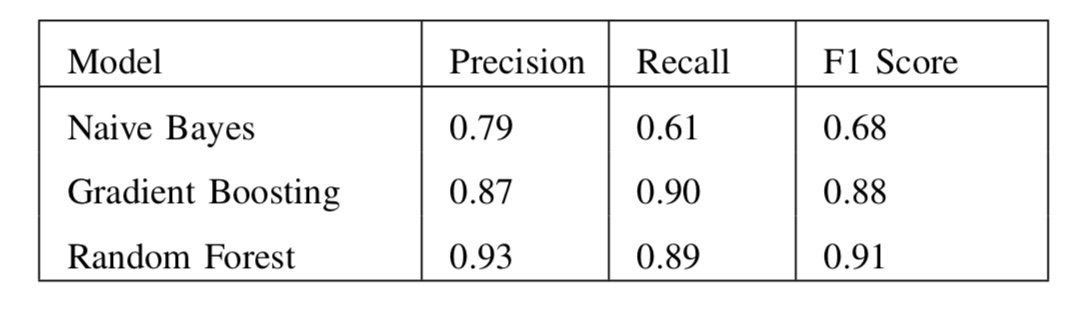 Model Precision Recall F1 Score
Naive Bayes 0.79 0.61 0.68
Gradient Boosting 0.87 0.90 0.88
Random Forest 0.93 0.89 0.91